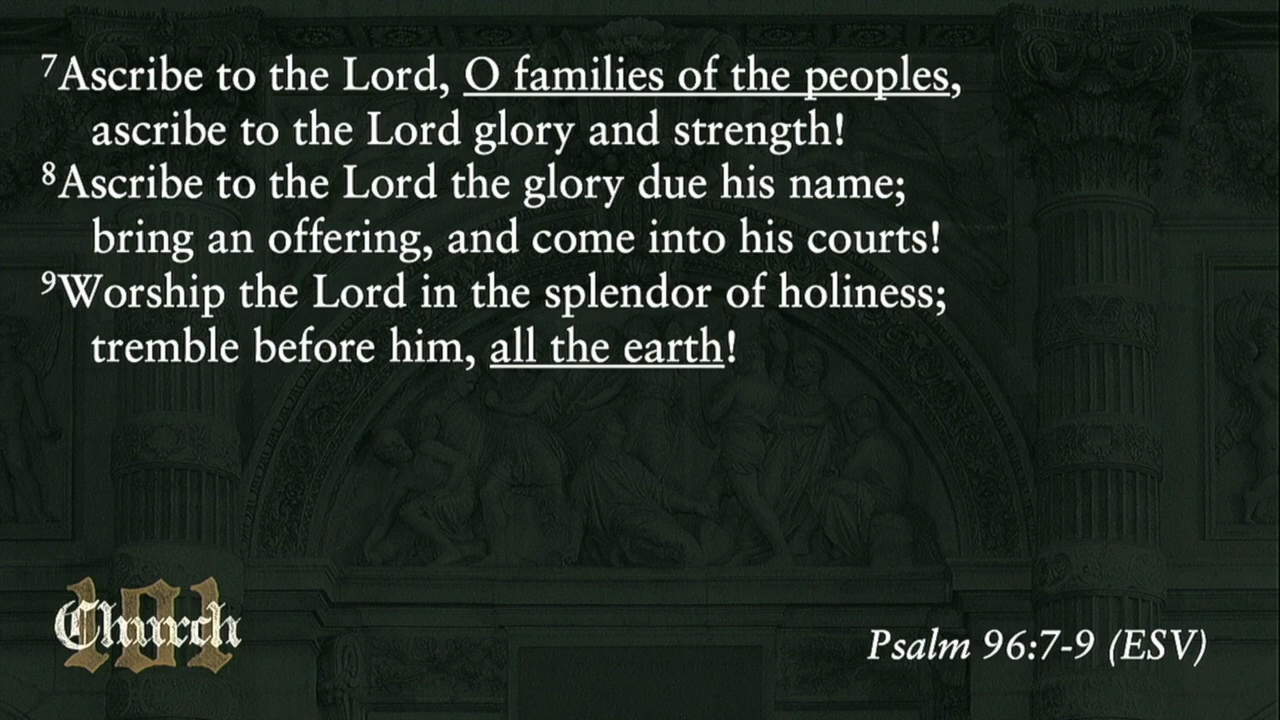 ⁷Ascribe to the Lord, O families of the peoples,
ascribe to the Lord glory and strength!
⁸Ascribe to the Lord the glory due his name;
bring an offering, and come into his courts!
⁹Worship the Lord in the splendor of holiness;
tremble before him, all the earth!
Church 101
Psalm 96:7-9 (ESV)